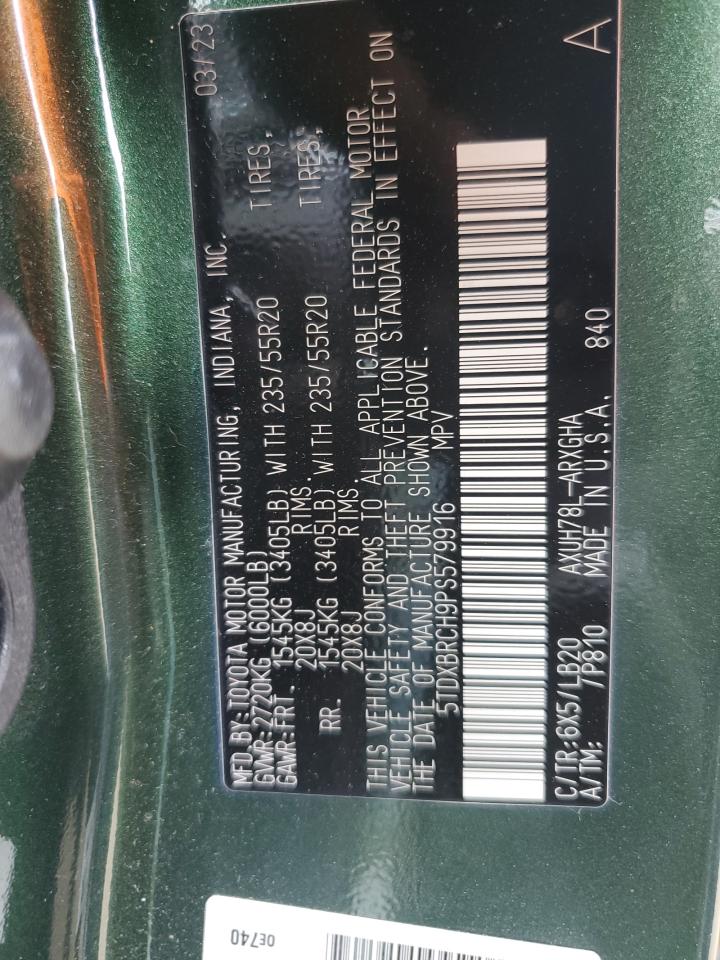 MFD.BY:TOYOTA MOTOR MANUFACTURING, INDIANA, INC. 03/23
GVWR:2720KG (6000LB)
GAWR:FRT. 1545KG (3405LB) WITH 235/55R20 TIRES,
20X8J RIMS.
RR. 1545KG (3405LB) WITH 235/55R20 TIRES,
20X8J RIMS.
THIS VEHICLE CONFORMS TO ALL APPLICABLE FEDERAL MOTOR
VEHICLE SAFETY AND THEFT PREVENTION STANDARDS IN EFFECT ON
THE DATE OF MANUFACTURE SHOWN ABOVE.
5TDXBRCH9PS579916 MPV
C/TR:6X5/LB20 AXUH78L-ARXGHA 840
A/TM: /P810 MADE IN U.S.A. A
0E740